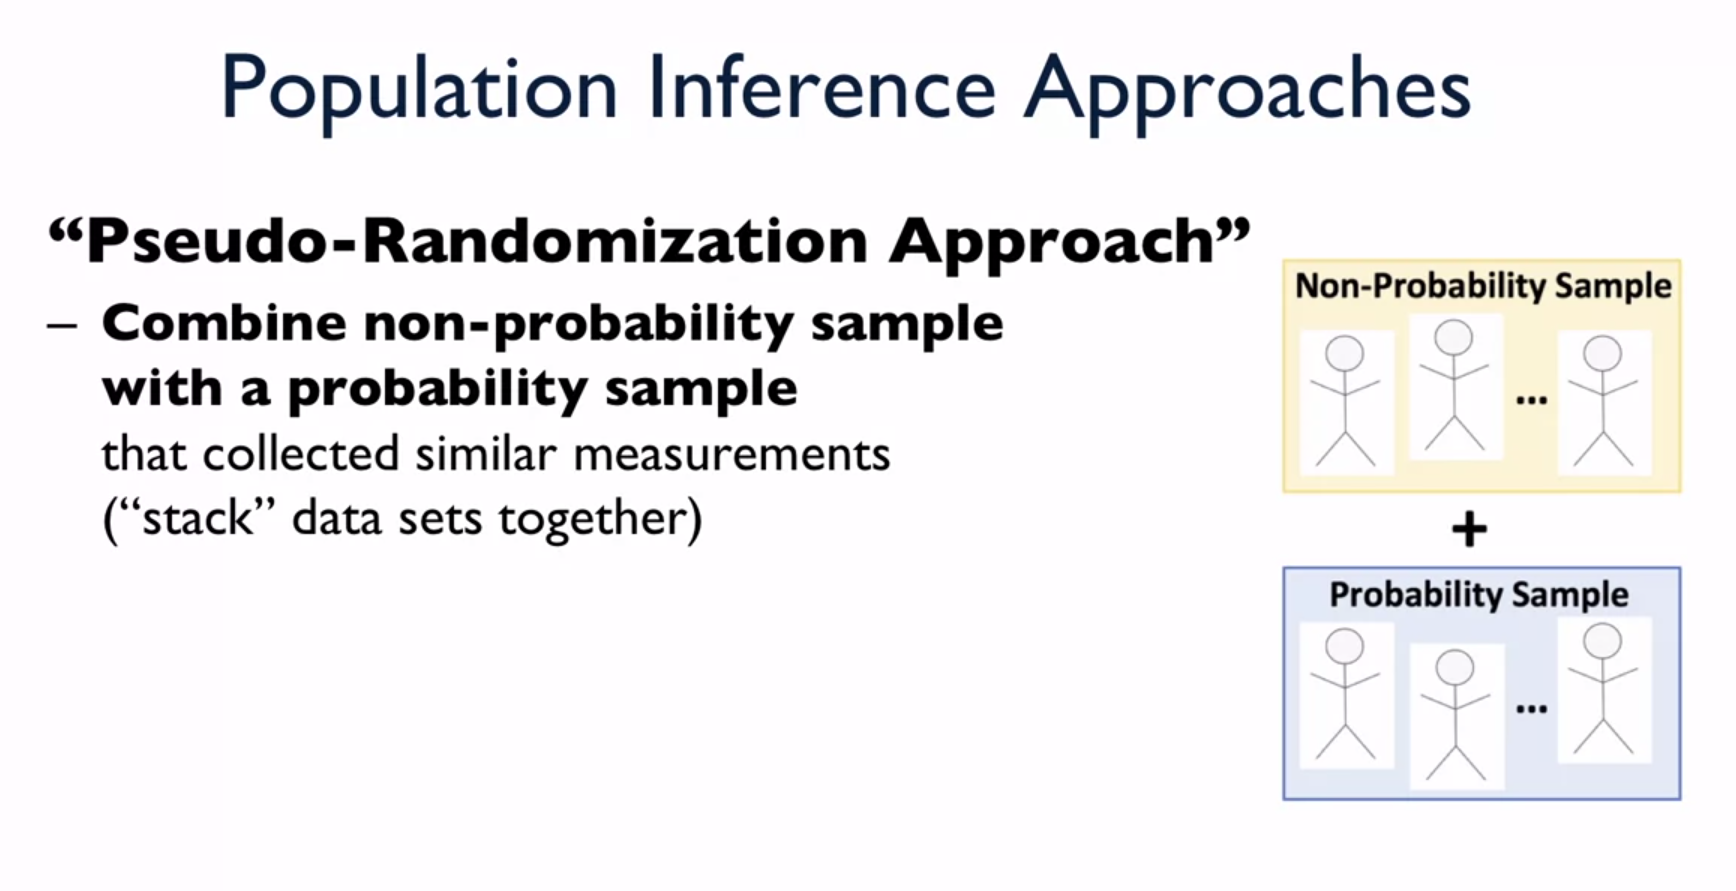 Population Inference Approaches
“Pseudo-Randomization Approach”
– Combine non-probability sample
with a probability sample
that collected similar measurements
(“stack” data sets together)
Non-Probability Sample
...
+
Probability Sample
...